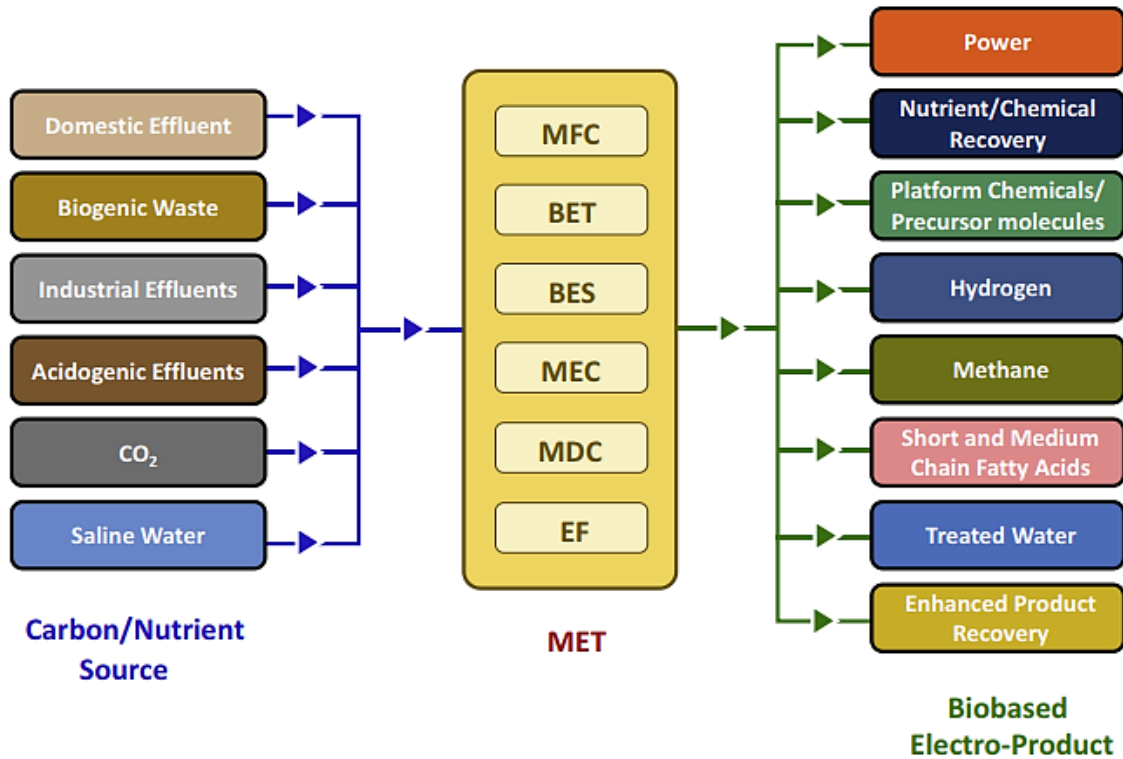 Domestic Effluent
Biogenic Waste
Industrial Effluents
Acidogenic Effluents
CO₂
Saline Water
Carbon/Nutrient
Source
MFC
BET
BES
MEC
MDC
EF
MET
Power
Nutrient/Chemical
Recovery
Platform Chemicals/
Precursor molecules
Hydrogen
Methane
Short and Medium
Chain Fatty Acids
Treated Water
Enhanced Product
Recovery
Biobased
Electro-Product